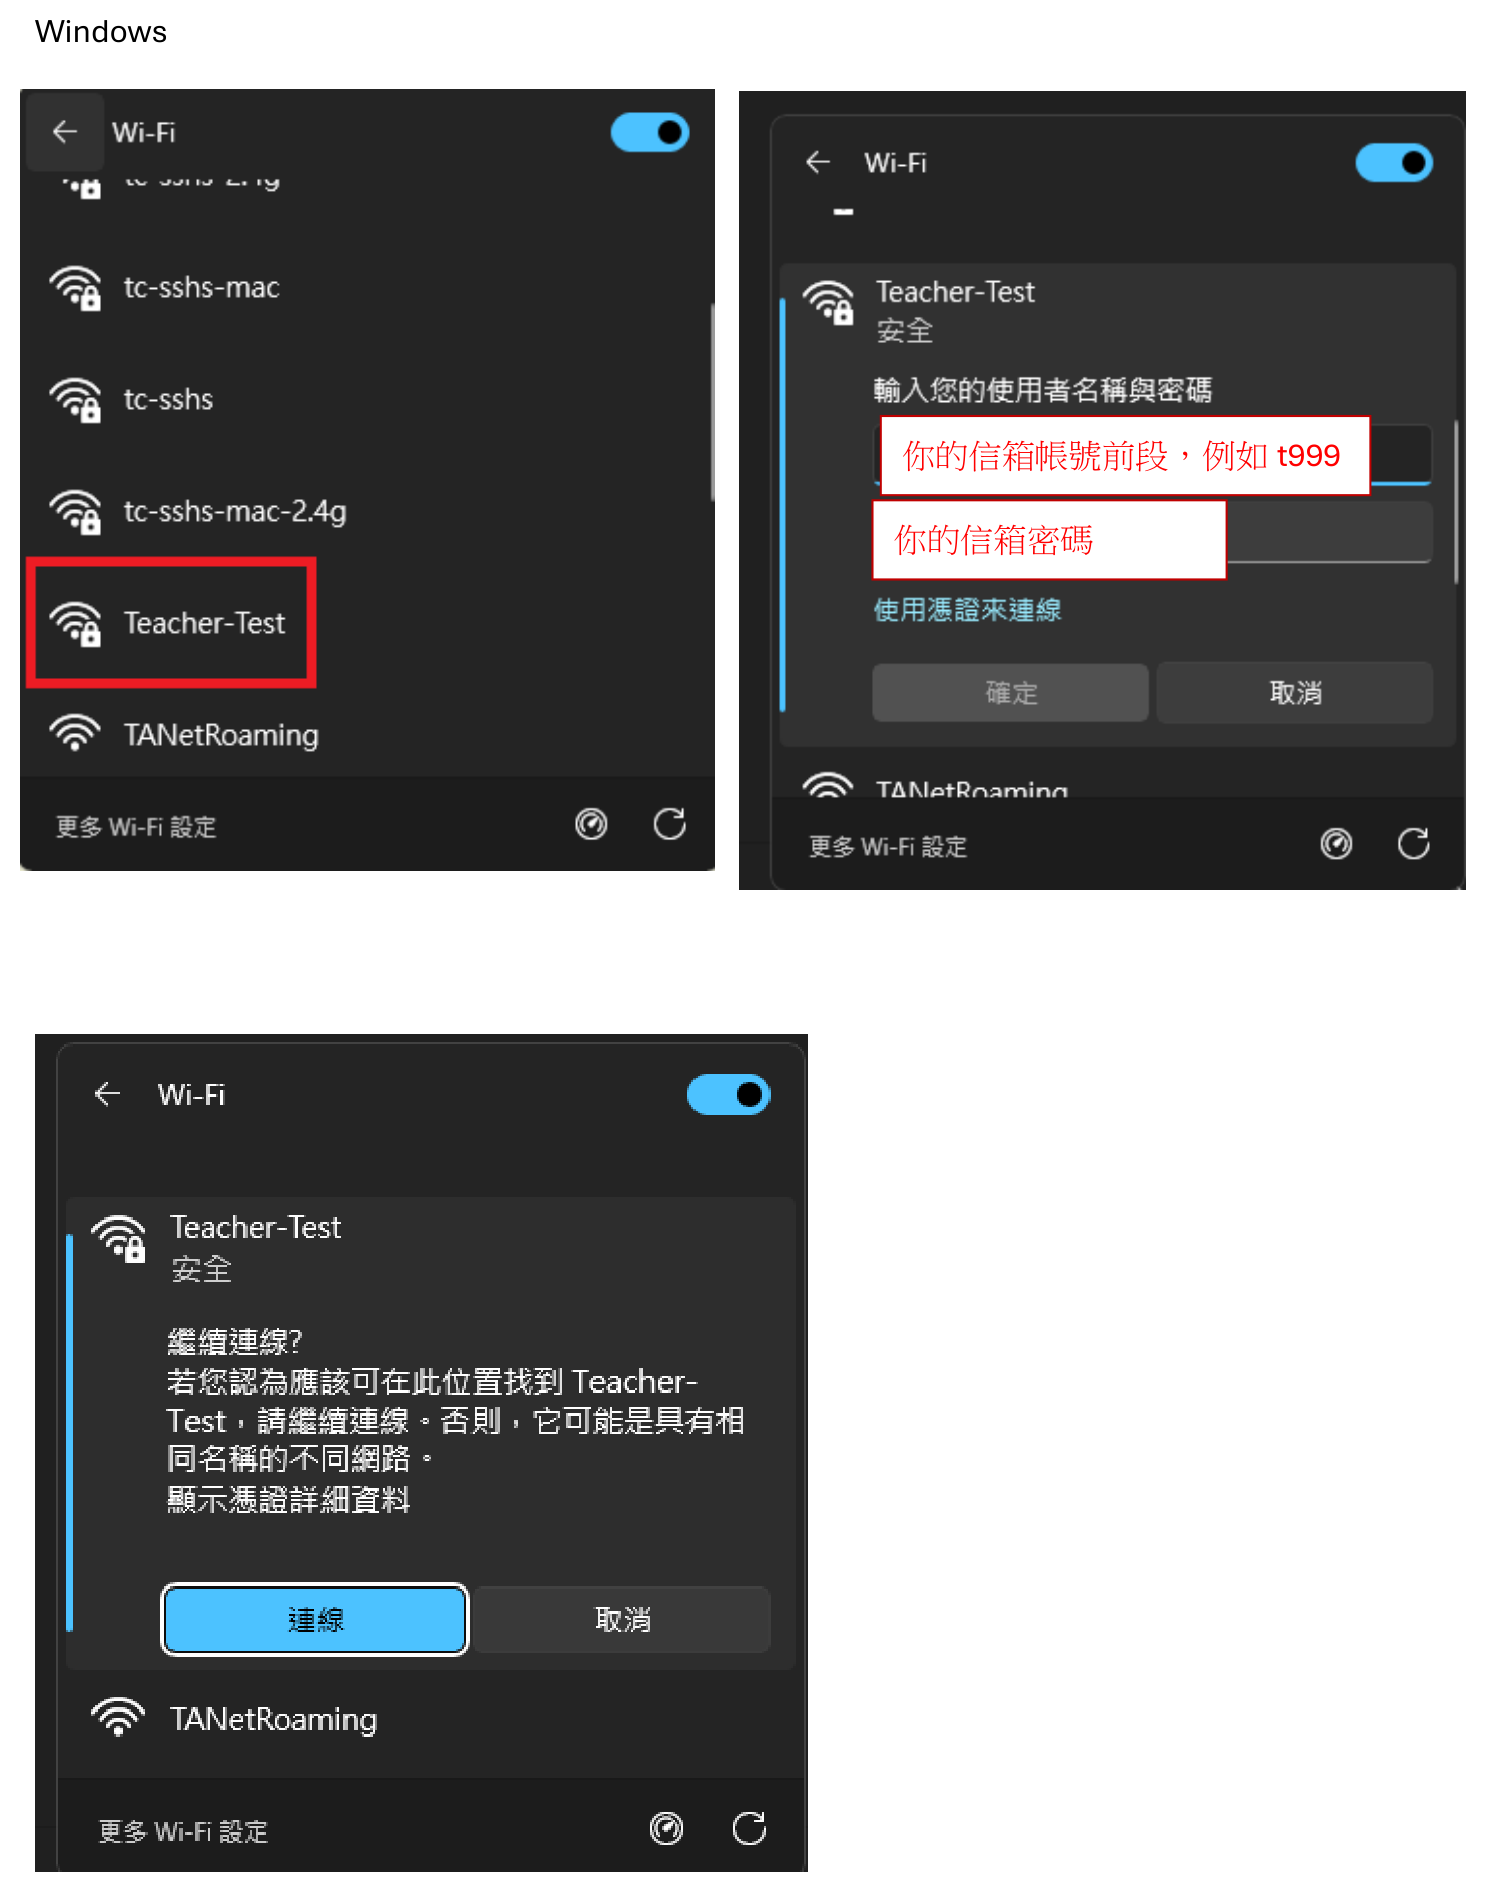 Windows
Wi-Fi
tc-sshs-2.4g
tc-sshs-mac
tc-sshs
tc-sshs-mac-2.4g
Teacher-Test
TANetRoaming
更多 Wi-Fi 設定
Wi-Fi
Teacher-Test
安全
輸入您的使用者名稱與密碼
你的信箱帳號前段，例如 t999
你的信箱密碼
使用憑證來連線
確定
取消
TANetRoaming
更多 Wi-Fi 設定
Wi-Fi
Teacher-Test
安全
繼續連線?
若您認為應該可在此位置找到 Teacher-
Test，請繼續連線。否則，它可能是具有相
同名稱的不同網路。
顯示憑證詳細資料
連線
取消
TANetRoaming
更多 Wi-Fi 設定